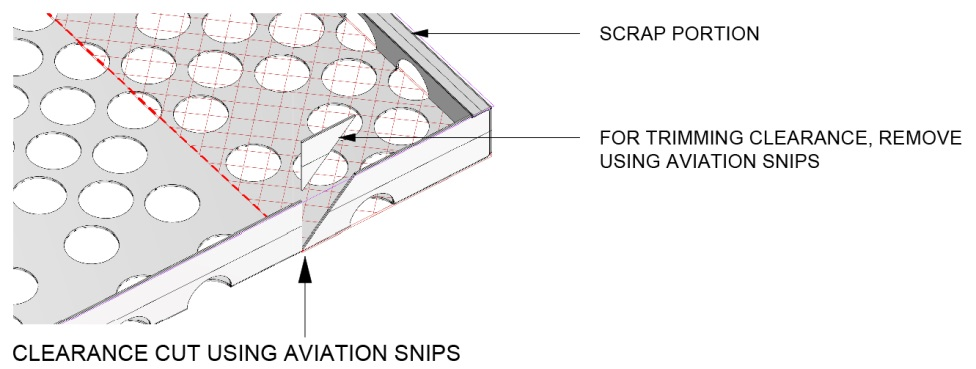 SCRAP PORTION
FOR TRIMMING CLEARANCE, REMOVE
USING AVIATION SNIPS
CLEARANCE CUT USING AVIATION SNIPS